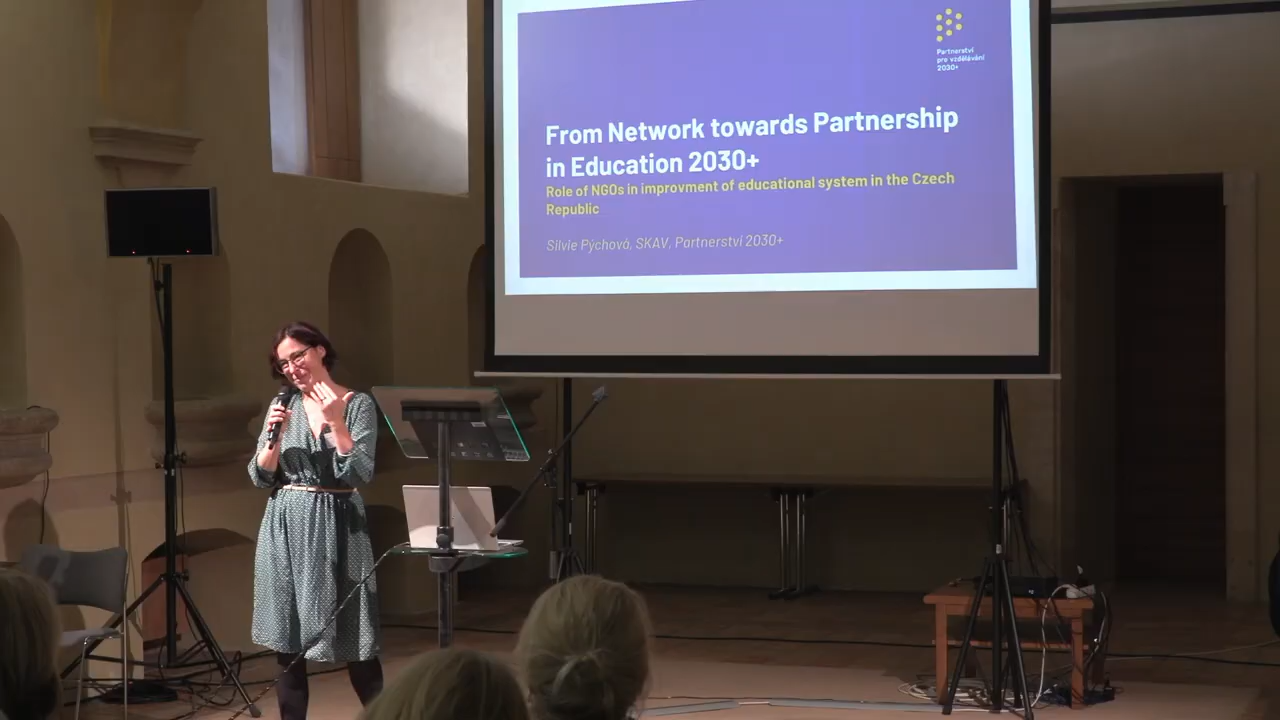 Partnerství
pro vzdělávání
2030+
From Network towards Partnership
in Education 2030+
Role of NGOs in improvment of educational system in the Czech
Republic
Silvie Pýchová, SKAV, Partnerství 2030+